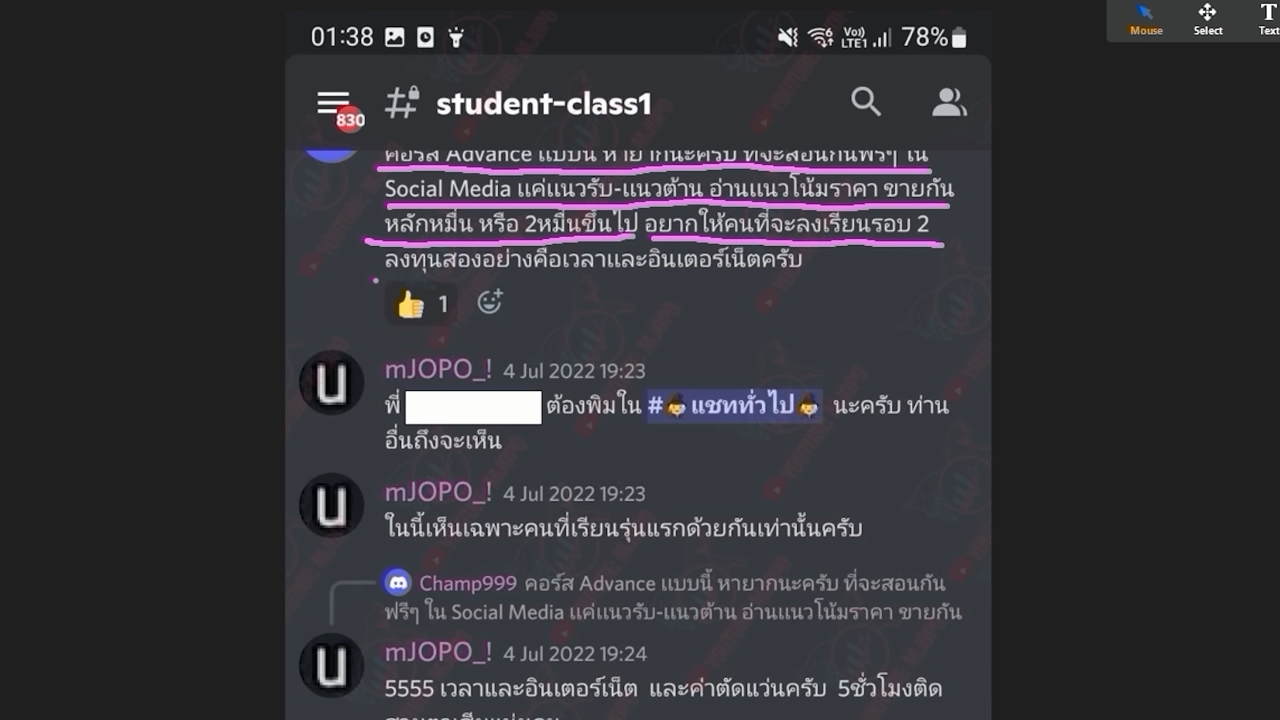 01:38
Vo)) LTE1 78%
Mouse
Select
Text
student-class1
830
คอร์ส Advance แบบนี้ หายากนะครับ ที่จะสอนกันฟรีๆ ใน
Social Media แค่แนวรับ-แนวต้าน อ่านแนวโน้มราคา ขายกัน
หลักหมื่น หรือ 2หมื่นขึ้นไป อยากให้คนที่จะลงเรียนรอบ 2
ลงทุนสองอย่างคือเวลาและอินเตอร์เน็ตครับ
1
mJOPO_! 4 Jul 2022 19:23
พี่ ต้องพิมใน # แชททั่วไป นะครับ ท่าน
อื่นถึงจะเห็น
mJOPO_! 4 Jul 2022 19:23
ในนี้เห็นเฉพาะคนที่เรียนรุ่นแรกด้วยกันเท่านั้นครับ
Champ999 คอร์ส Advance แบบนี้ หายากนะครับ ที่จะสอนกัน
ฟรีๆ ใน Social Media แค่แนวรับ-แนวต้าน อ่านแนวโน้มราคา ขายกัน
mJOPO_! 4 Jul 2022 19:24
5555 เวลาและอินเตอร์เน็ต และค่าตัดแว่นครับ 5ชั่วโมงติด